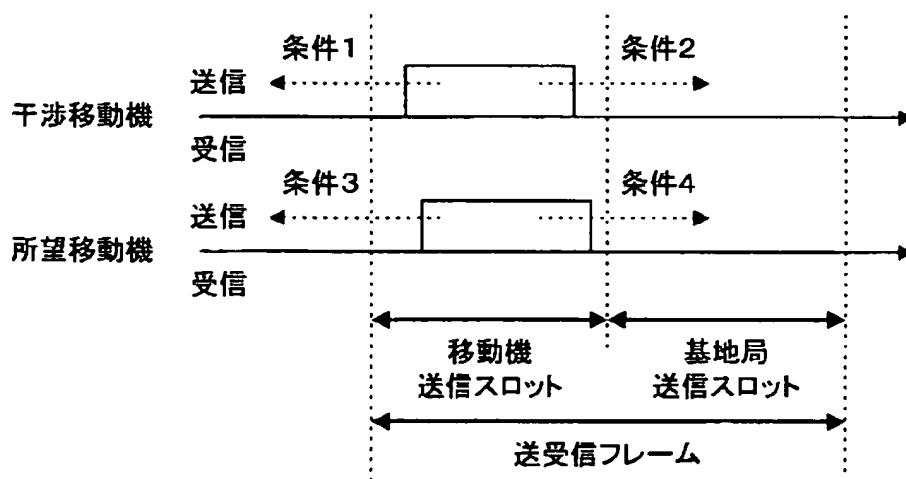 条件1
条件2
送信
干渉移動機
受信
条件3
条件4
送信
所望移動機
受信
移動機
送信スロット
基地局
送信スロット
送受信フレーム